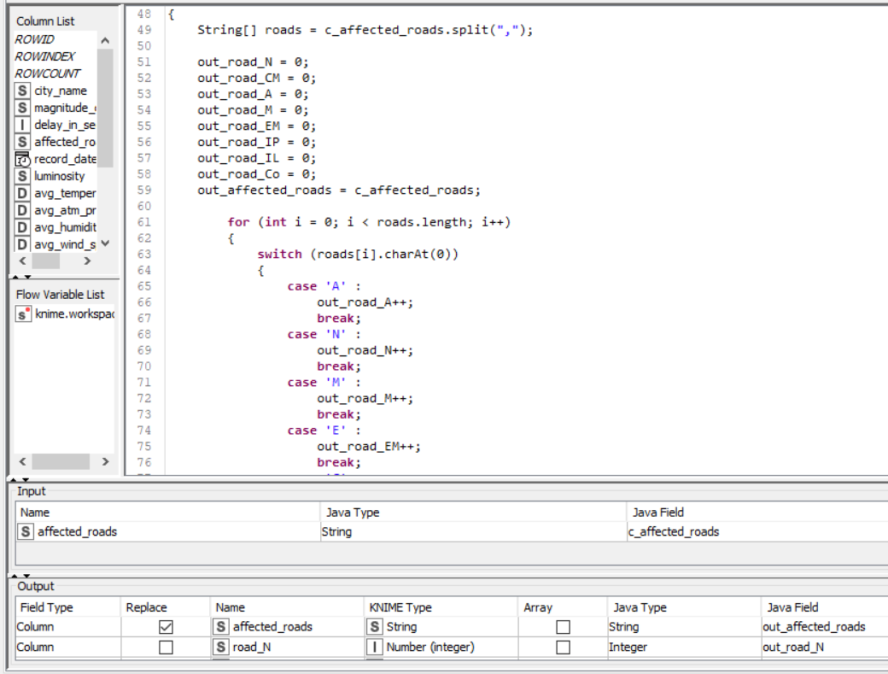 Column List
ROWID
ROWINDEX
ROWCOUNT
S city_name
S magnitude_
I delay_in_se
S affected_ro
record_date
S luminosity
D avg_temper
D avg_atm_pr
D avg_humidit
D avg_wind_s
Flow Variable List
s knime.workspac
48 {
49 String[] roads = c_affected_roads.split(",");
50
51 out_road_N = 0;
52 out_road_CM = 0;
53 out_road_A = 0;
54 out_road_M = 0;
55 out_road_EM = 0;
56 out_road_IP = 0;
57 out_road_IL = 0;
58 out_road_Co = 0;
59 out_affected_roads = c_affected_roads;
60
61 for (int i = 0; i < roads.length; i++)
62 {
63 switch (roads[i].charAt(0))
64 {
65 case 'A' :
66 out_road_A++;
67 break;
68 case 'N' :
69 out_road_N++;
70 break;
71 case 'M' :
72 out_road_M++;
73 break;
74 case 'E' :
75 out_road_EM++;
76 break;
Input
Name Java Type Java Field
S affected_roads String c_affected_roads
Output
Field Type Replace Name KNIME Type Array Java Type Java Field
Column S affected_roads S String String out_affected_roads
Column S road_N I Number (integer) Integer out_road_N